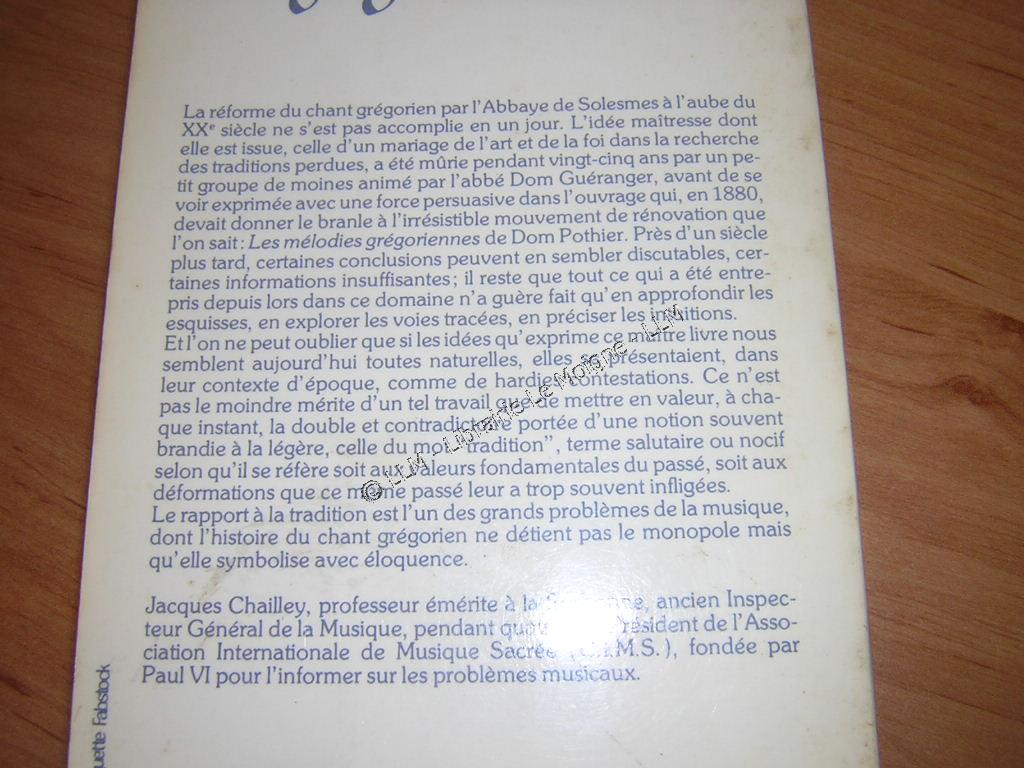 La réforme du chant grégorien par l'Abbaye de Solesmes à l'aube du
XXe siècle ne s'est pas accomplie en un jour. L'idée maîtresse dont
elle est issue, celle d'un mariage de l'art et de la foi dans la recherche
des traditions perdues, a été mûrie pendant vingt-cinq ans par un pe-
tit groupe de moines animé par l'abbé Dom Guéranger, avant de se
voir exprimée avec une force persuasive dans l'ouvrage qui, en 1880,
devait donner le branle à l'irrésistible mouvement de rénovation que
l'on sait : Les mélodies grégoriennes de Dom Pothier. Près d'un siècle
plus tard, certaines conclusions peuvent en sembler discutables, cer-
taines informations insuffisantes ; il reste que tout ce qui a été entre-
pris depuis lors dans ce domaine n'a guère fait qu'en approfondir les
esquisses, en explorer les voies tracées, en préciser les intuitions.
Et l'on ne peut oublier que si les idées qu'exprime ce maître livre nous
semblent aujourd'hui toutes naturelles, elles se présentaient, dans
leur contexte d'époque, comme de hardies contestations. Ce n'est
pas le moindre mérite d'un tel travail que de mettre en valeur, à cha-
que instant, la double et contradictoire portée d'une notion souvent
brandie à la légère, celle du mot "tradition", terme salutaire ou nocif
selon qu'il se réfère soit aux valeurs fondamentales du passé, soit aux
déformations que ce même passé leur a trop souvent infligées.
Le rapport à la tradition est l'un des grands problèmes de la musique,
dont l'histoire du chant grégorien ne détient pas le monopole mais
qu'elle symbolise avec éloquence.
Jacques Chailley, professeur émérite à la Sorbonne, ancien Inspec-
teur Général de la Musique, pendant Président de l'Asso-
ciation Internationale de Musique Sacrée (C.I.M.S.), fondée par
Paul VI pour l'informer sur les problèmes musicaux.
Fabstock
© LLM - Librairie Le Moigne - LLM